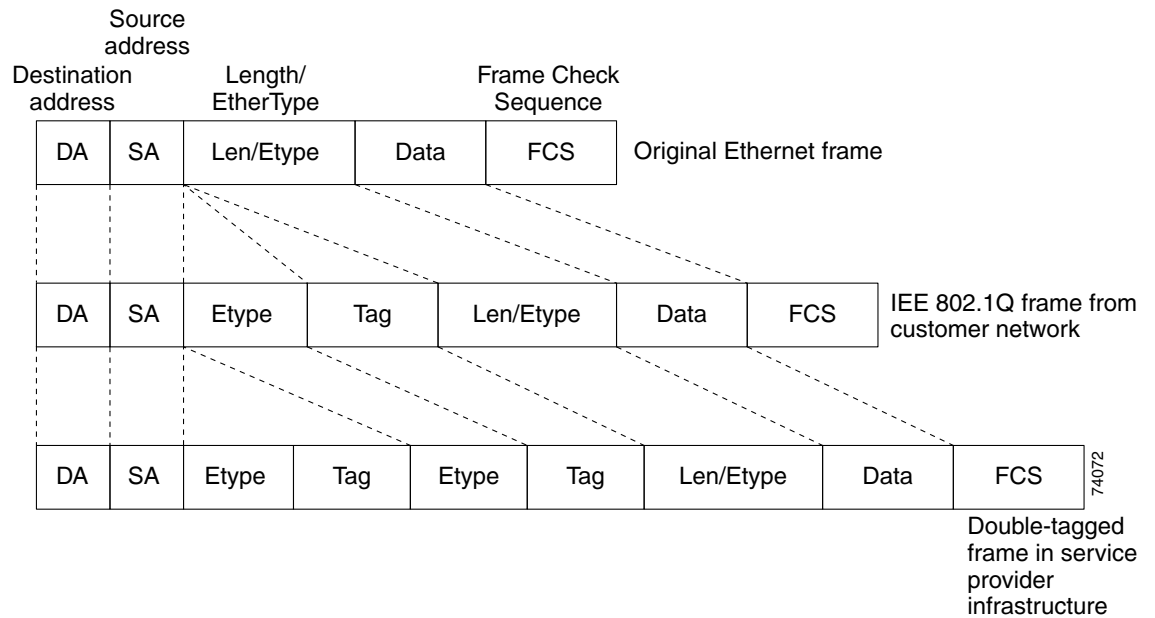 Source
address
Destination
address
Length/
EtherType
Frame Check
Sequence
DA SA Len/Etype Data FCS
Original Ethernet frame
DA SA Etype Tag Len/Etype Data FCS
IEE 802.1Q frame from
customer network
DA SA Etype Tag Etype Tag Len/Etype Data FCS
74072
Double-tagged
frame in service
provider
infrastructure